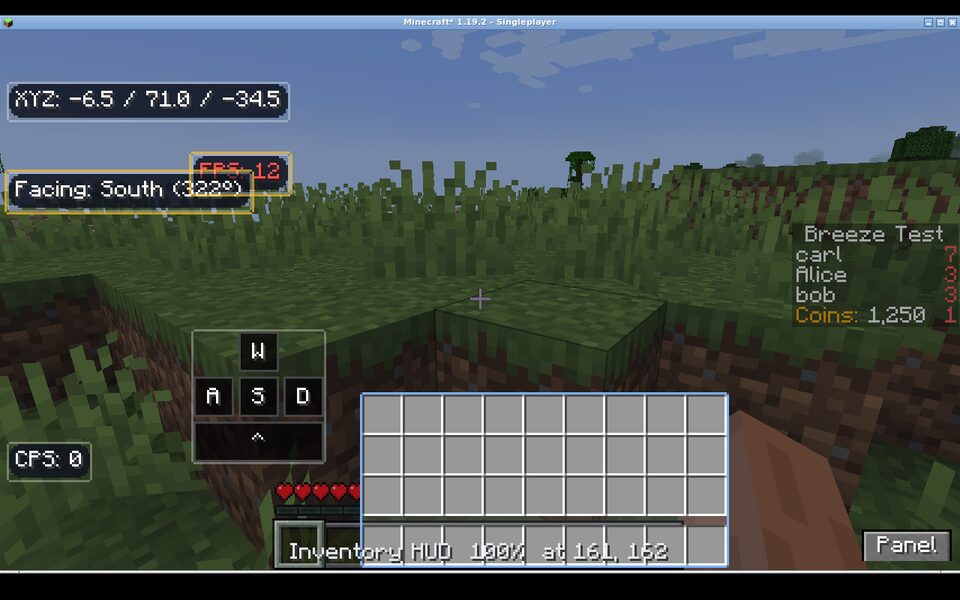 Minecraft* 1.19.2 - Singleplayer
XYZ: -6.5 / 71.0 / -34.5
FPS: 12
Facing: South (322°)
Breeze Test
carl 7
Alice 3
bob 3
Coins: 1,250 1
W
A S D
^
CPS: 0
Inventory HUD 100% at 161, 162
Panel